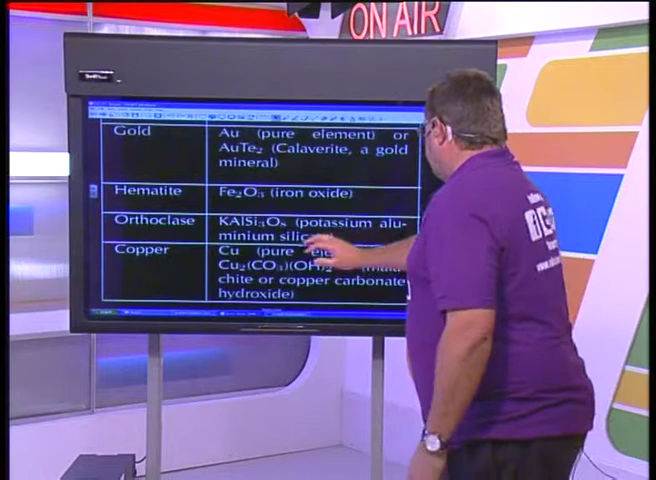 ON AIR
Gold
Au (pure element) or
AuTe₂ (Calaverite, a gold
mineral)
Hematite
Fe₂O₃ (iron oxide)
Orthoclase
KAlSi₃O₈ (potassium alu-
minium
Copper
Cu (pure
Cu₂(CO₃)(OH)₂
chite or copper carbonate
hydroxide)